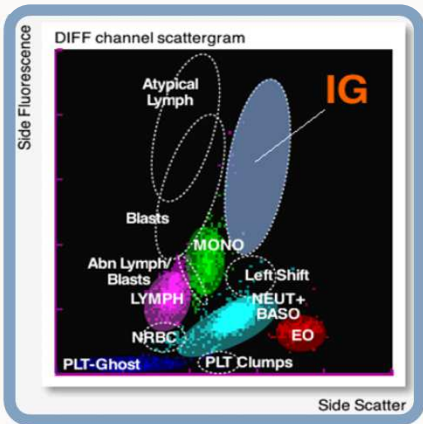 DIFF channel scattergram
Side Fluorescence
Atypical
Lymph
IG
Blasts
MONO
Abn Lymph/
Blasts
Left Shift
LYMPH
NEUT+
BASO
NRBC
EO
PLT-Ghost
PLT Clumps
Side Scatter